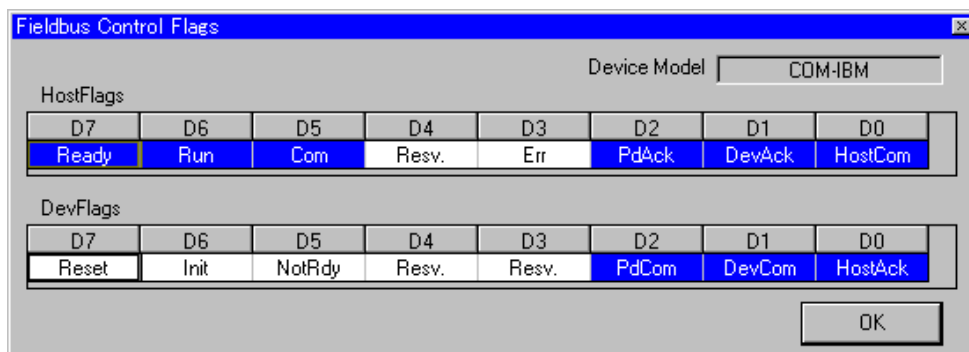 Fieldbus Control Flags
Device Model COM-IBM
HostFlags
D7 D6 D5 D4 D3 D2 D1 D0
Ready Run Com Resv. Err PdAck DevAck HostCom
DevFlags
D7 D6 D5 D4 D3 D2 D1 D0
Reset Init NotRdy Resv. Resv. PdCom DevCom HostAck
OK